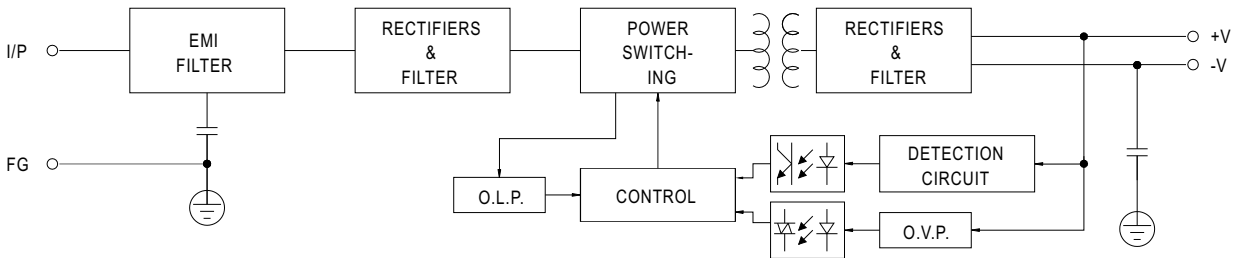 I/P
EMI
FILTER
RECTIFIERS
&
FILTER
POWER
SWITCH-
ING
RECTIFIERS
&
FILTER
+V
-V
FG
O.L.P.
CONTROL
DETECTION
CIRCUIT
O.V.P.